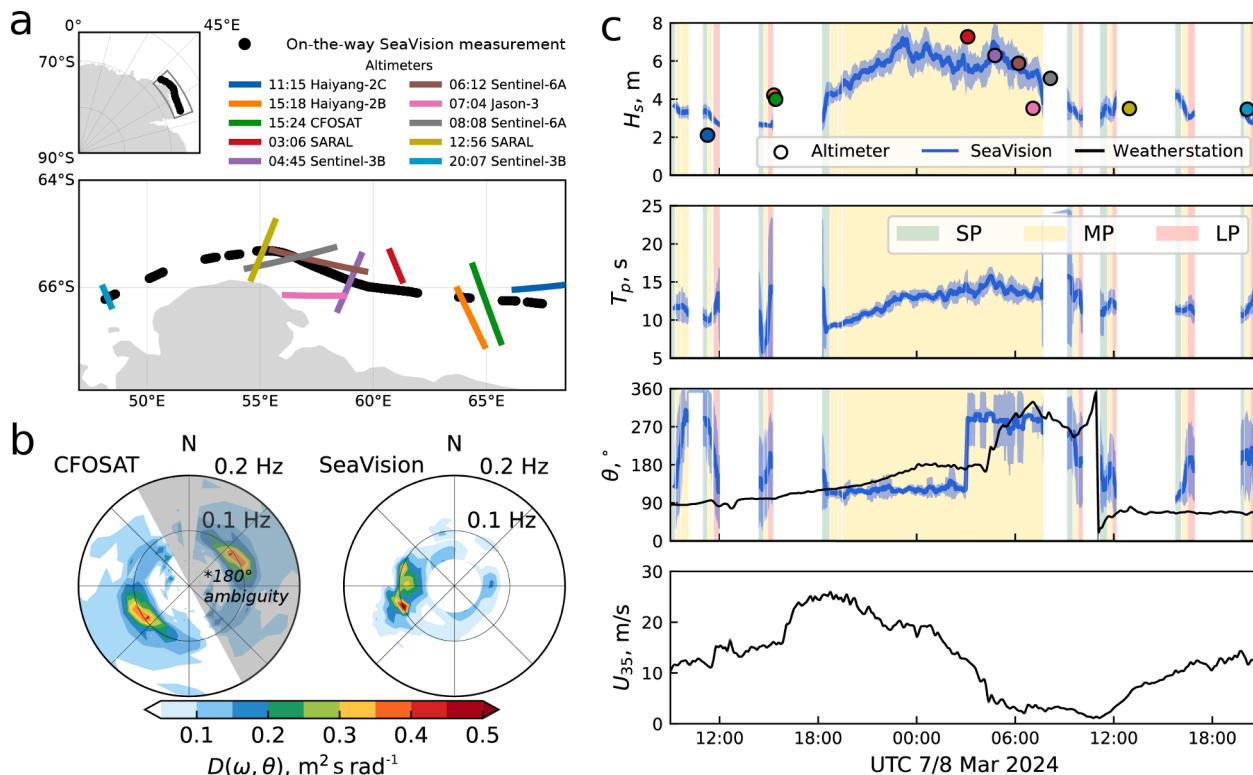 a
0°
45°E
70°S
90°S
On-the-way SeaVision measurement
Altimeters
11:15 Haiyang-2C
15:18 Haiyang-2B
15:24 CFOSAT
03:06 SARAL
04:45 Sentinel-3B
06:12 Sentinel-6A
07:04 Jason-3
08:08 Sentinel-6A
12:56 SARAL
20:07 Sentinel-3B
64°S
66°S
50°E
55°E
60°E
65°E
b
N
CFOSAT
0.2 Hz
0.1 Hz
*180°
ambiguity
N
SeaVision
0.2 Hz
0.1 Hz
0.1
0.2
0.3
0.4
0.5
D(ω, θ), m² s rad⁻¹
c
Hs, m
8
6
4
2
0
Altimeter
SeaVision
Weatherstation
Tp, s
25
20
15
10
5
SP
MP
LP
θ, °
360
270
180
90
0
U35, m/s
30
20
10
0
12:00
18:00
00:00
06:00
12:00
18:00
UTC 7/8 Mar 2024